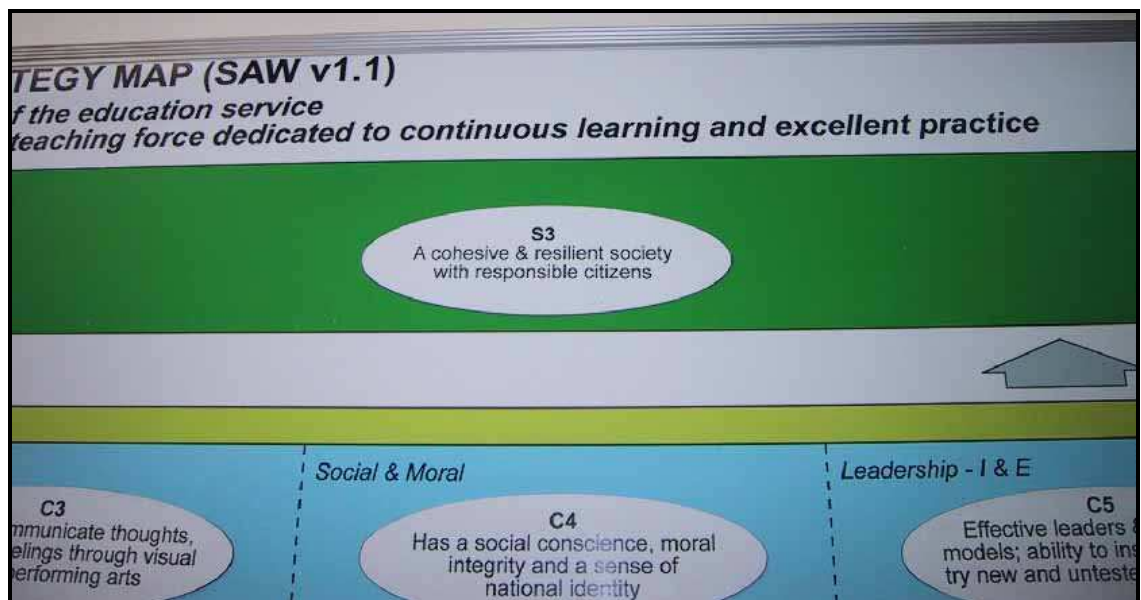 TEGY MAP (SAW v1.1)
f the education service
teaching force dedicated to continuous learning and excellent practice
S3
A cohesive & resilient society
with responsible citizens
Social & Moral
Leadership - I & E
C3
mmunicate thoughts,
elings through visual
performing arts
C4
Has a social conscience, moral
integrity and a sense of
national identity
C5
Effective leaders &
models; ability to ins
try new and unteste